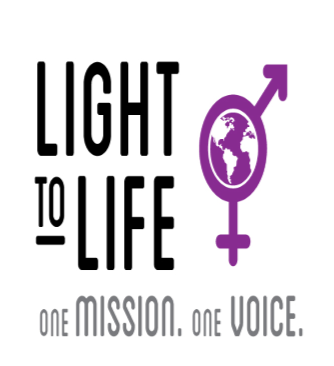 LIGHT
TO LIFE
ONE MISSION. ONE VOICE.